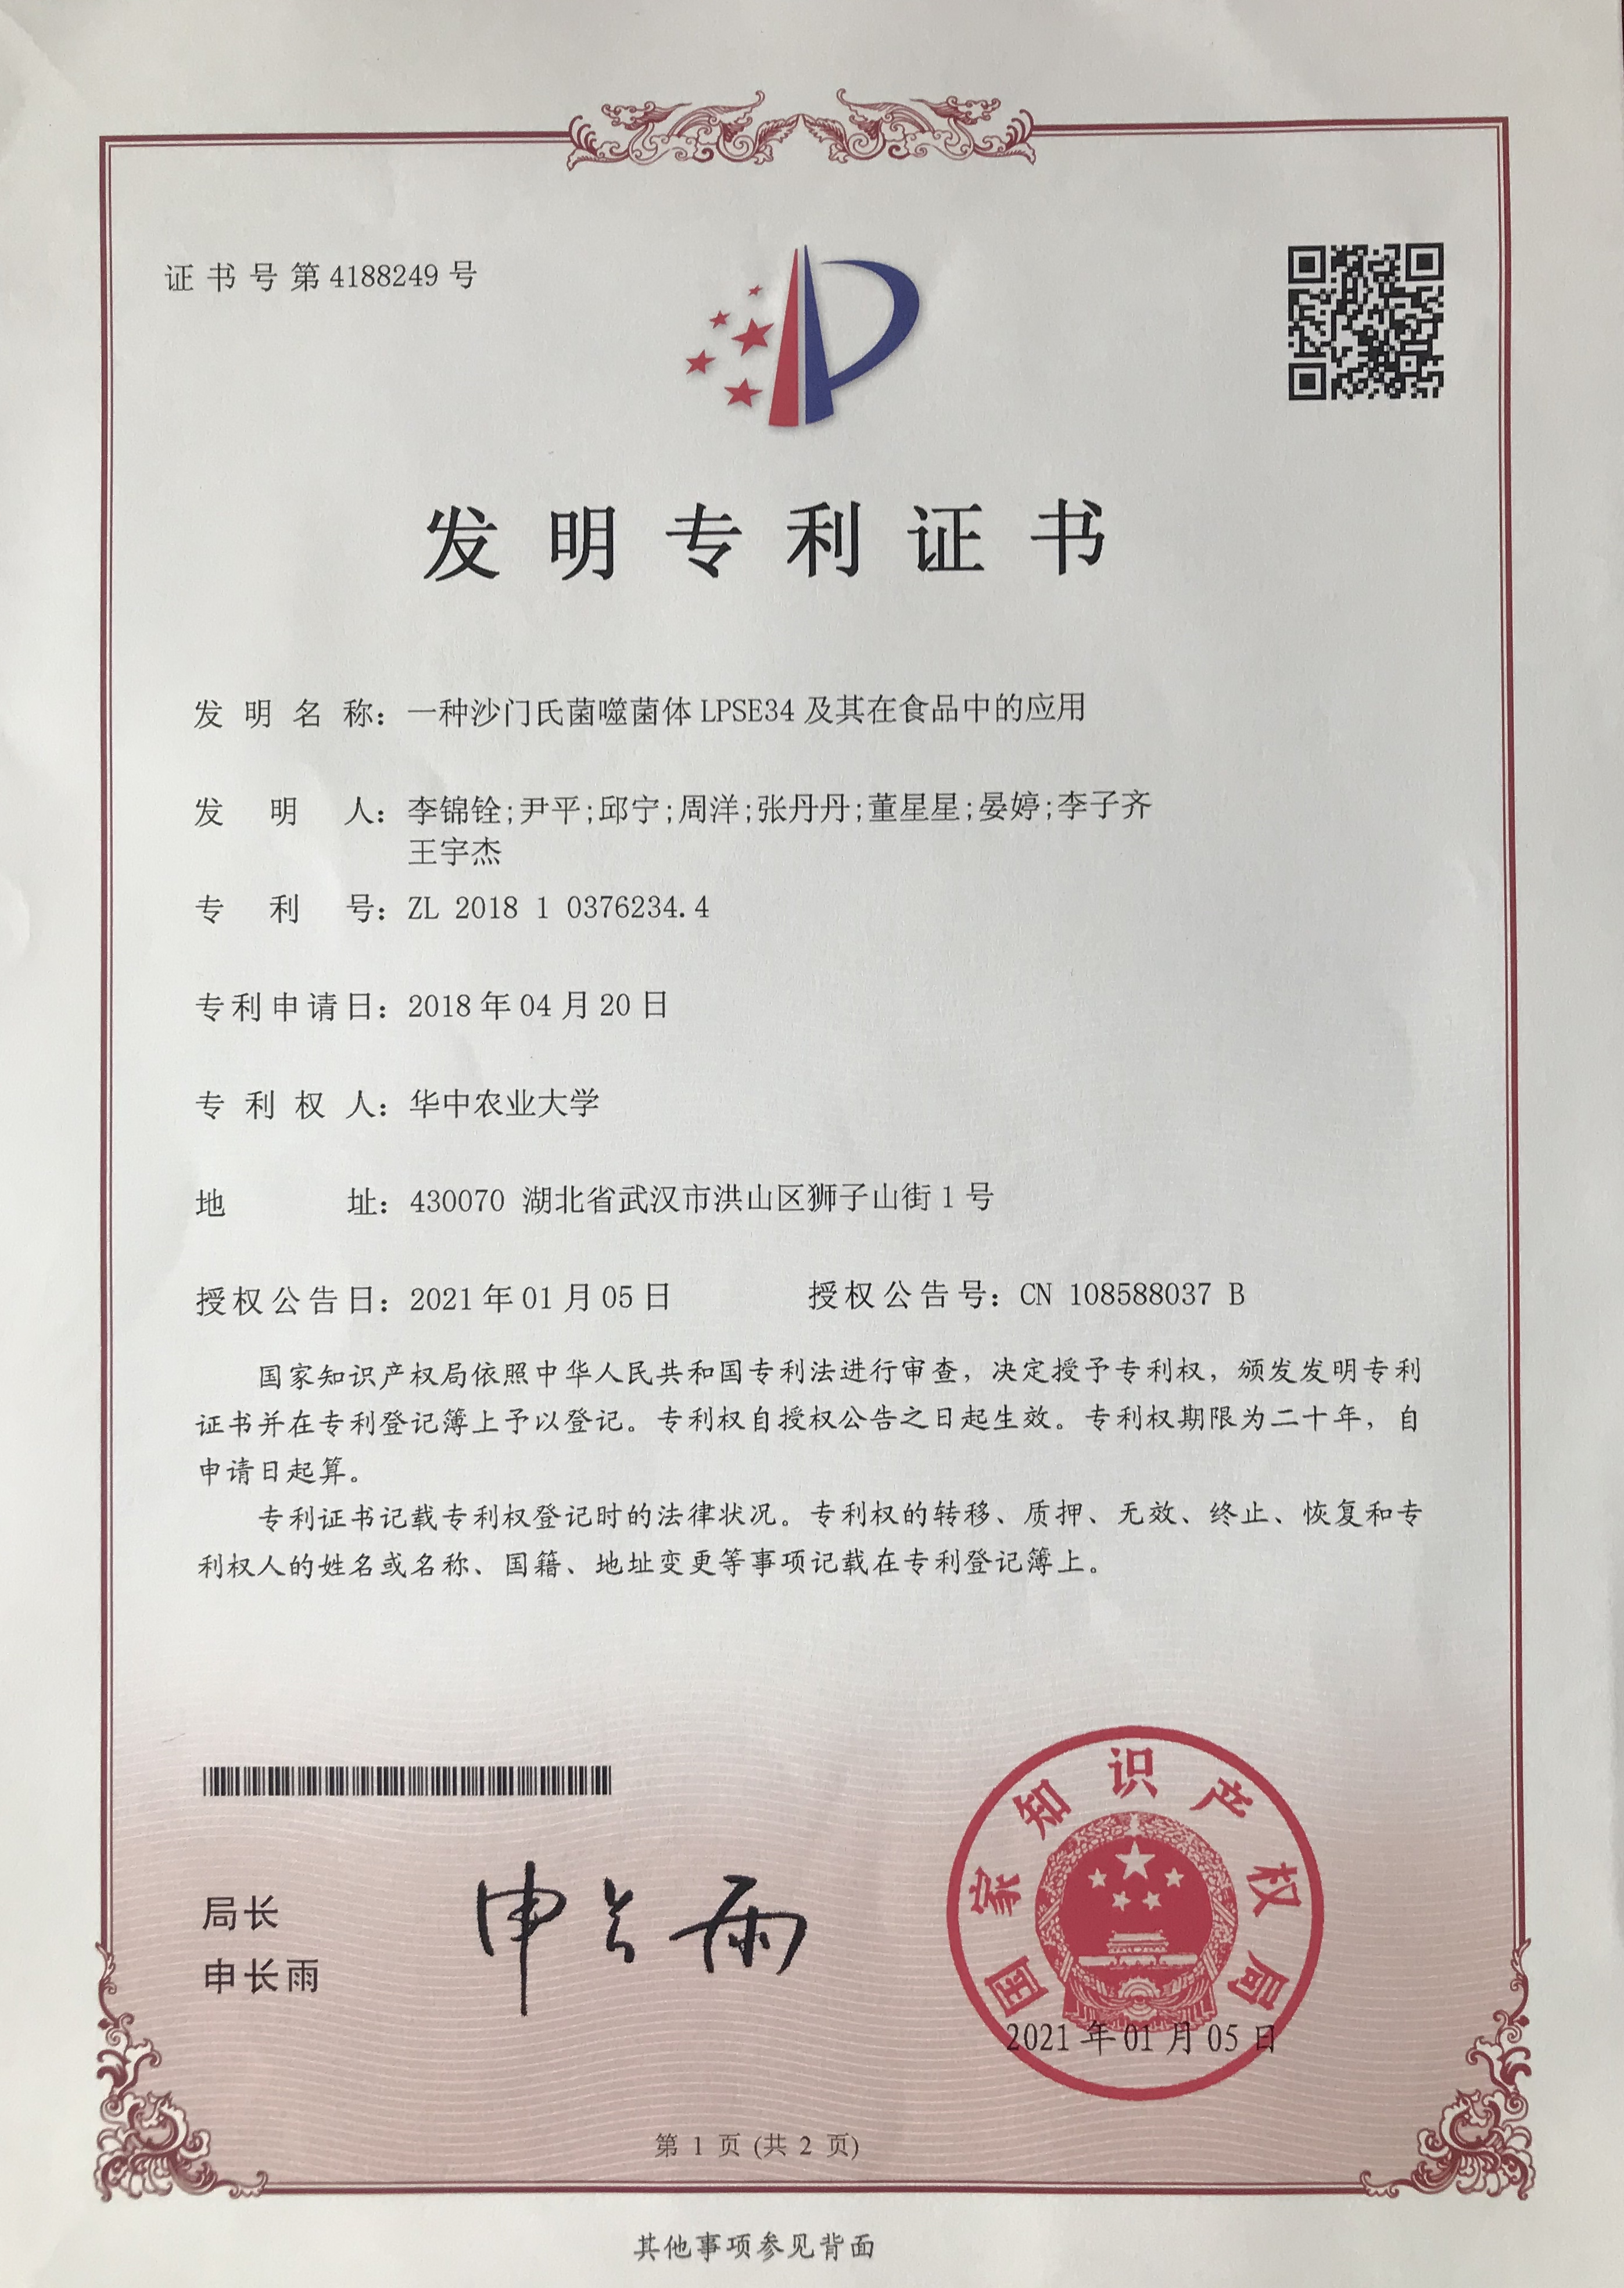 证书号第4188249号
发明专利证书
发明名称：一种沙门氏菌噬菌体LPSE34及其在食品中的应用
发明人：李锦铨;尹平;邱宁;周洋;张丹丹;董星星;晏婷;李子齐
王宇杰
专利号：ZL 2018 1 0376234.4
专利申请日：2018年04月20日
专利权人：华中农业大学
地址：430070 湖北省武汉市洪山区狮子山街1号
授权公告日：2021年01月05日 授权公告号：CN 108588037 B
国家知识产权局依照中华人民共和国专利法进行审查，决定授予专利权，颁发发明专利
证书并在专利登记簿上予以登记。专利权自授权公告之日起生效。专利权期限为二十年，自
申请日起算。
专利证书记载专利权登记时的法律状况。专利权的转移、质押、无效、终止、恢复和专
利权人的姓名或名称、国籍、地址变更等事项记载在专利登记簿上。
局长
申长雨
申长雨
国家知识产权局
2021年01月05日
第 1 页 (共 2 页)
其他事项参见背面